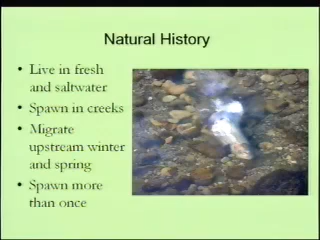 Natural History
• Live in fresh
and saltwater
• Spawn in creeks
• Migrate
upstream winter
and spring
• Spawn more
than once